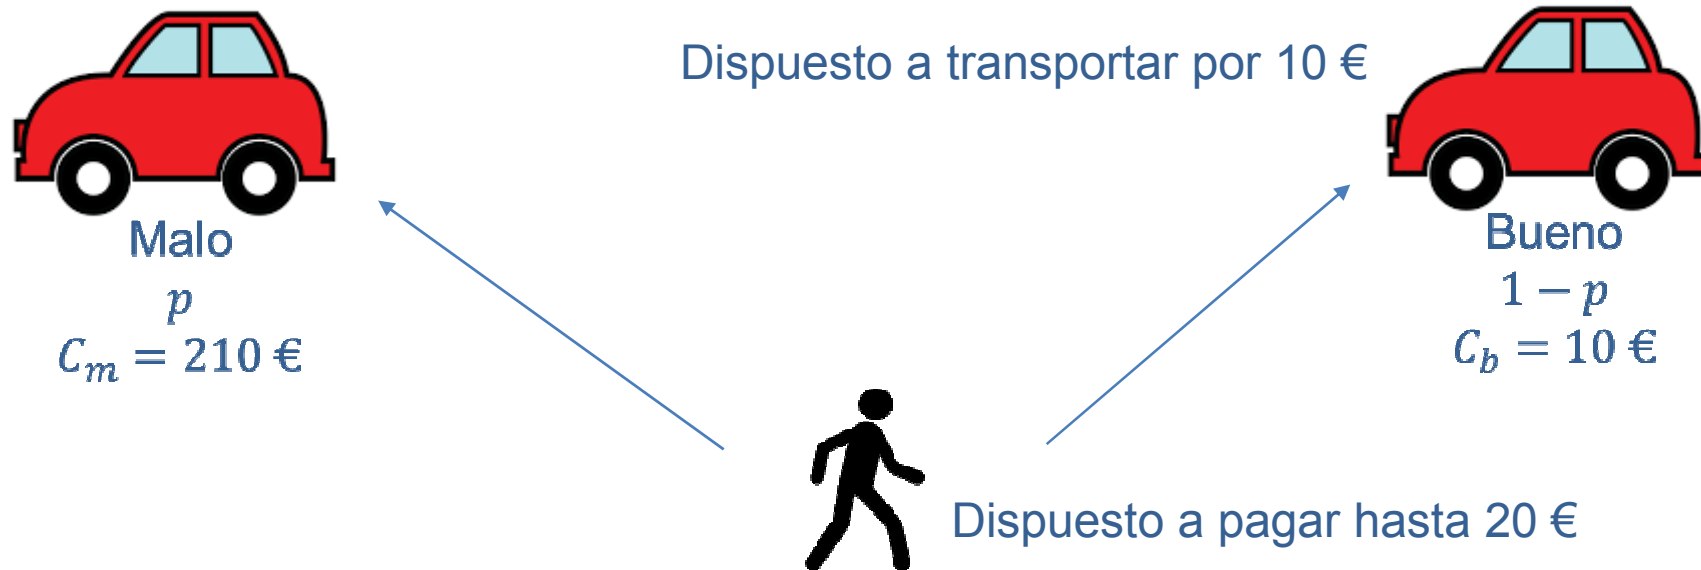 Dispuesto a transportar por 10 €
Malo
p
C_m = 210 €
Bueno
1 − p
C_b = 10 €
Dispuesto a pagar hasta 20 €